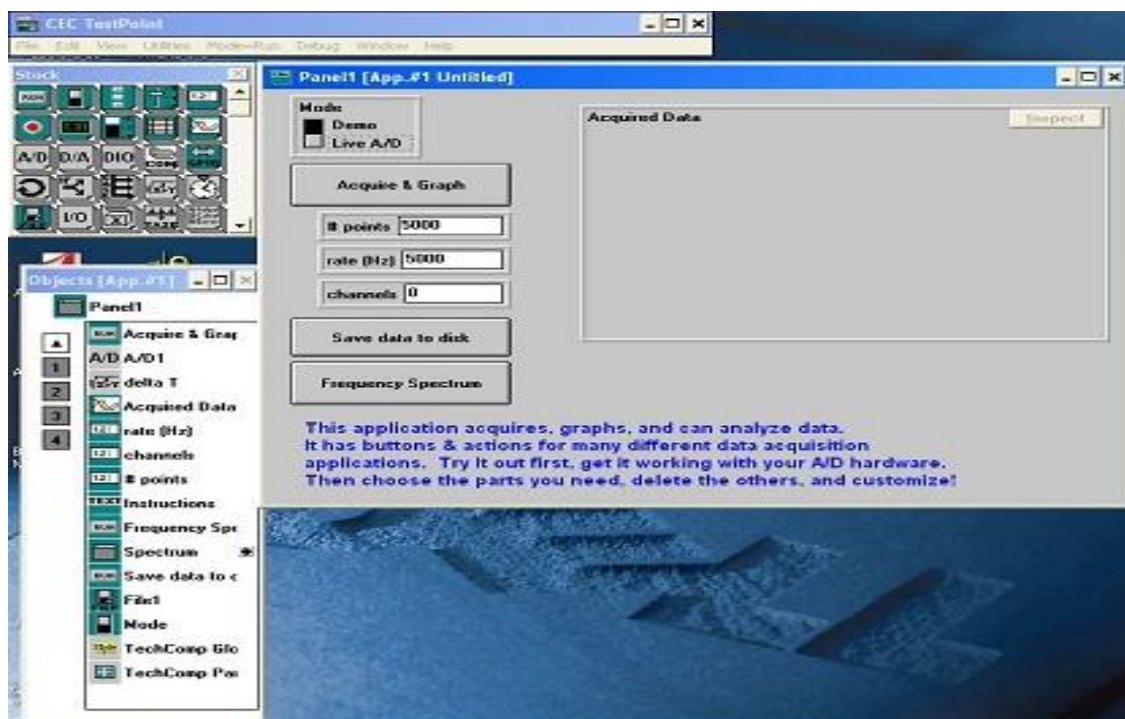 CEC TestPoint
File Edit View Utilities Mode=Run Debug Window Help
Stock
A/D D/A DIO
I/O
Panel1 [App.#1 Untitled]
Mode
Demo
Live A/D
Acquire & Graph
# points 5000
rate (Hz) 5000
channels 0
Save data to disk
Frequency Spectrum
Acquired Data
Inspect
This application acquires, graphs, and can analyze data.
It has buttons & actions for many different data acquisition
applications. Try it out first, get it working with your A/D hardware.
Then choose the parts you need, delete the others, and customize!
Objects [App.#1]
Panel1
1
2
3
4
Acquire & Grap
A/D A/D1
delta T
Acquired Data
rate (Hz)
channels
# points
TEXT Instructions
Frequency Spe
Spectrum
Save data to c
File1
Mode
TechComp Glo
TechComp Pan